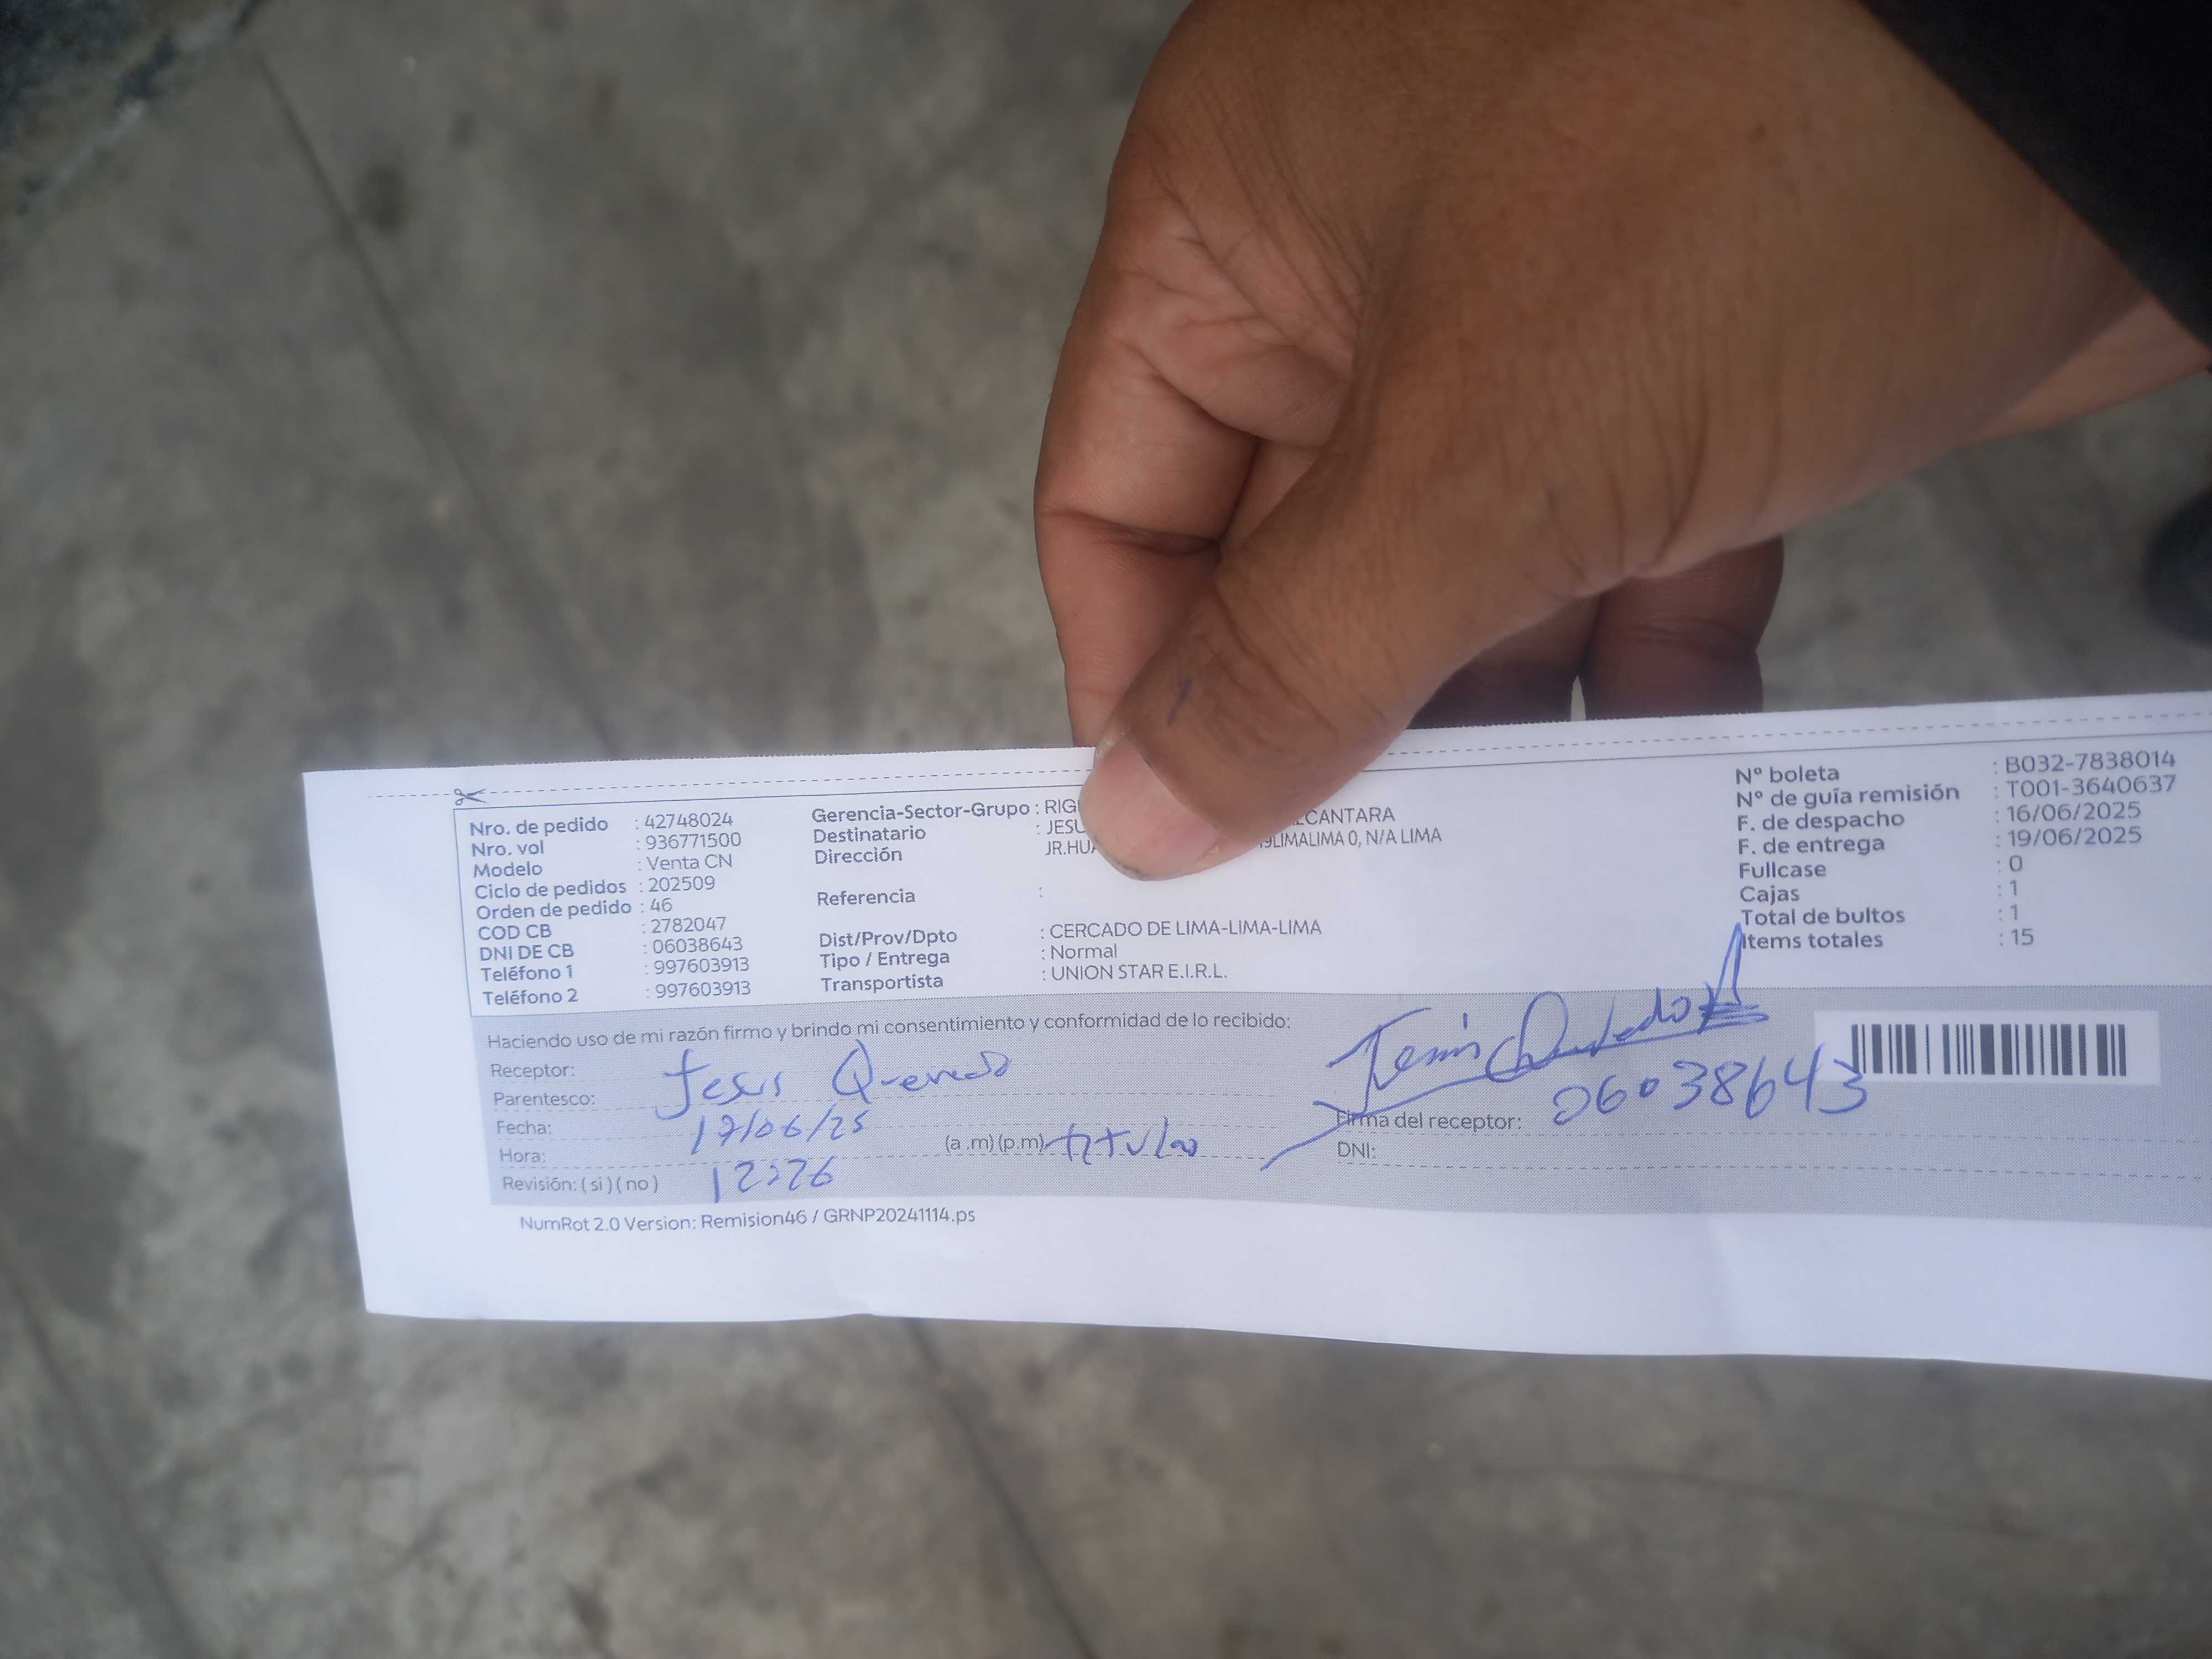 Nro. de pedido : 42748024
Nro. vol : 936771500
Modelo : Venta CN
Ciclo de pedidos : 202509
Orden de pedido : 46
COD CB : 2782047
DNI DE CB : 06038643
Teléfono 1 : 997603913
Teléfono 2 : 997603913
Gerencia-Sector-Grupo : RIG
Destinatario : JESU LCANTARA
Dirección JR.HUA LIMALIMA 0, N/A LIMA
Referencia :
Dist/Prov/Dpto : CERCADO DE LIMA-LIMA-LIMA
Tipo / Entrega : Normal
Transportista : UNION STAR E.I.R.L.
Nº boleta : B032-7838014
Nº de guía remisión : T001-3640637
F. de despacho : 16/06/2025
F. de entrega : 19/06/2025
Fullcase : 0
Cajas : 1
Total de bultos : 1
Items totales : 15
Haciendo uso de mi razón firmo y brindo mi consentimiento y conformidad de lo recibido:
Receptor: Jesus Quevedo
Parentesco:
Fecha: 17/06/25
Hora: (a .m) (p.m)
Revisión: ( si ) ( no ) 12:26
Jesús Quevedo
06038643
Firma del receptor:
DNI:
NumRot 2.0 Version: Remision46 / GRNP20241114.ps